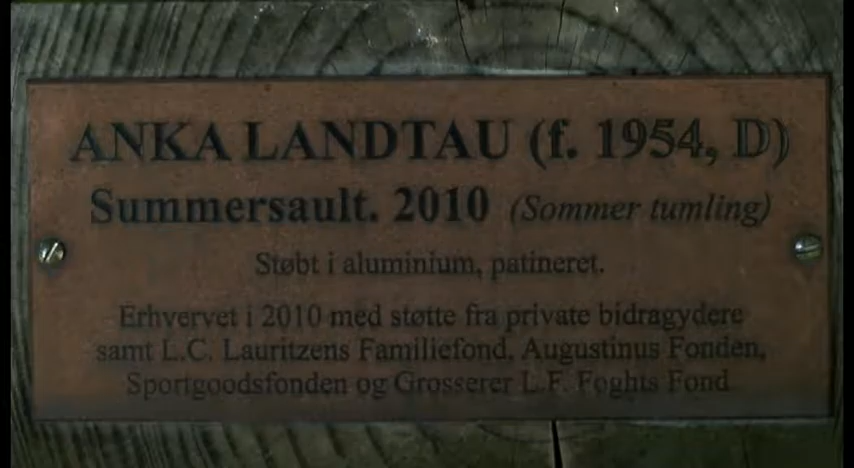 ANKA LANDTAU (f. 1954, D)
Summersault. 2010 (Sommer tumling)
Støbt i aluminium, patineret.
Erhvervet i 2010 med støtte fra private bidragydere
samt L.C. Lauritzens Familiefond, Augustinus Fonden,
Sportgoodsfonden og Grosserer L.F. Foghts Fond